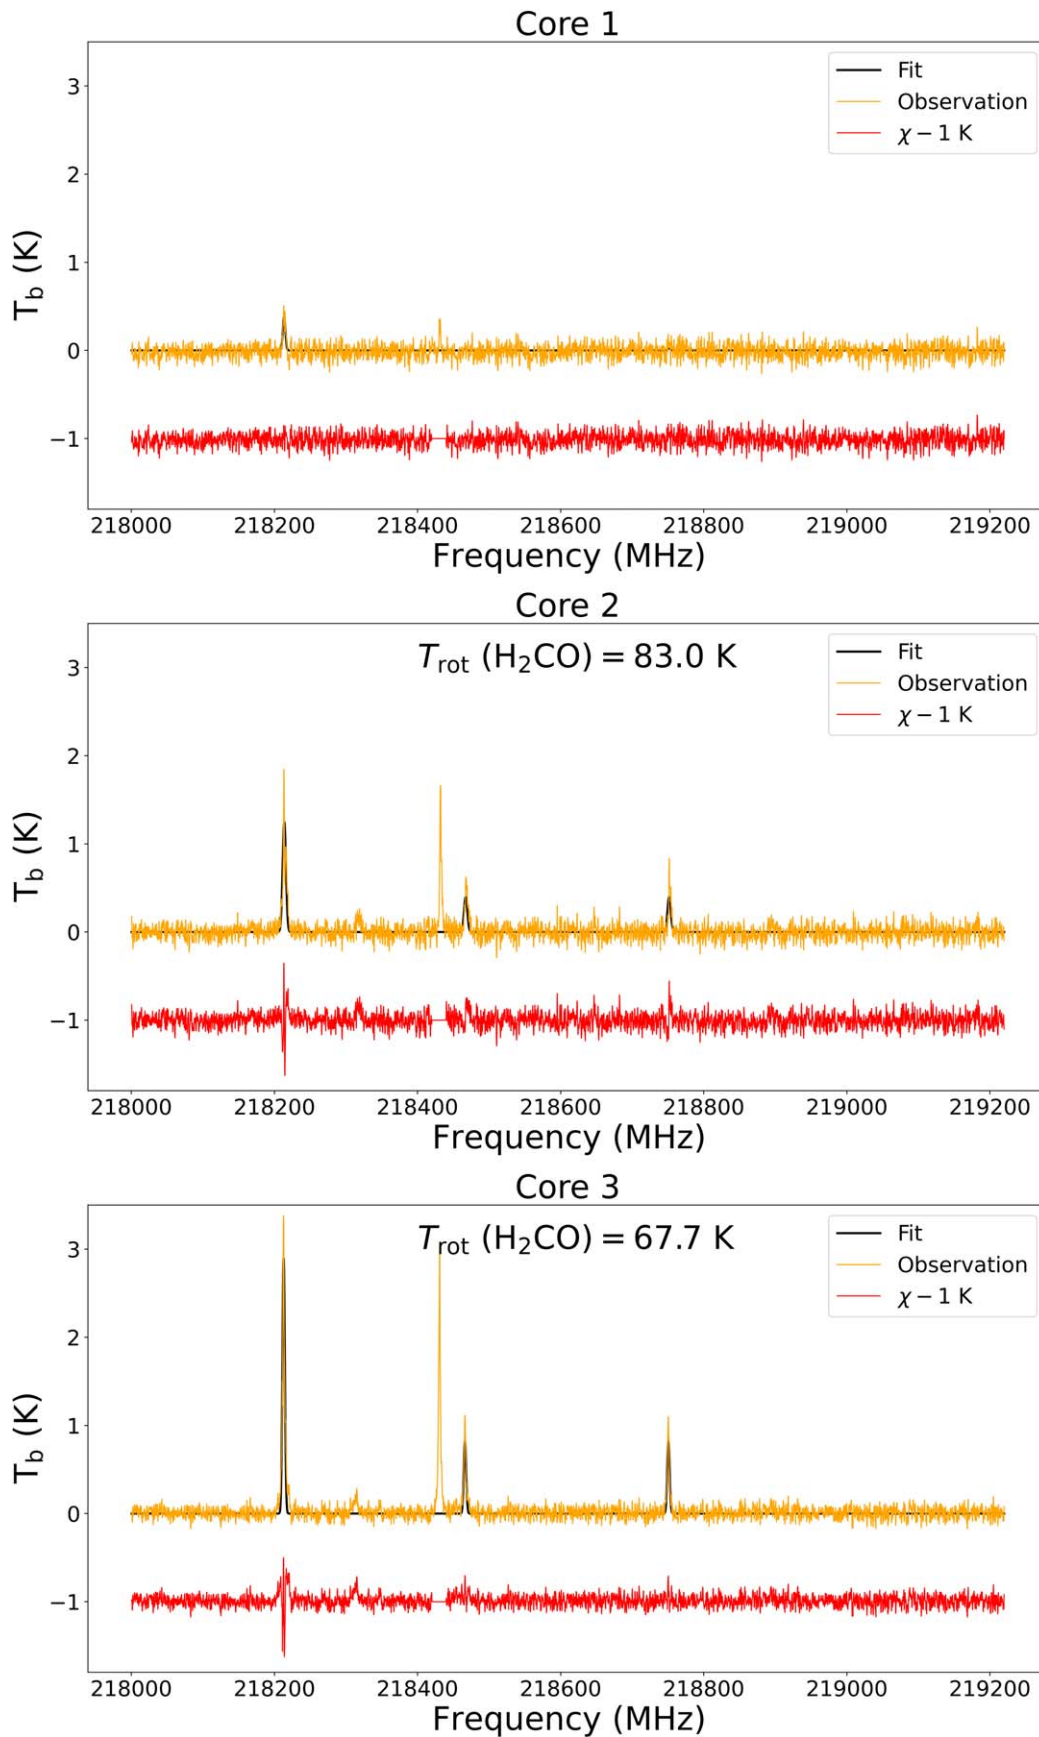 Core 1
Fit
Observation
χ − 1 K
3
2
1
0
−1
T_b (K)
218000 218200 218400 218600 218800 219000 219200
Frequency (MHz)
Core 2
T_rot (H₂CO) = 83.0 K
Fit
Observation
χ − 1 K
3
2
1
0
−1
T_b (K)
218000 218200 218400 218600 218800 219000 219200
Frequency (MHz)
Core 3
T_rot (H₂CO) = 67.7 K
Fit
Observation
χ − 1 K
3
2
1
0
−1
T_b (K)
218000 218200 218400 218600 218800 219000 219200
Frequency (MHz)